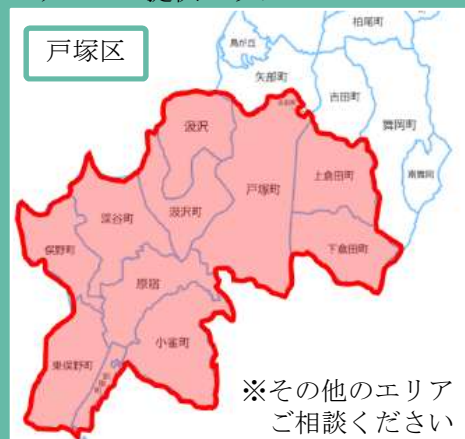 戸塚区
柏尾町
鳥が丘
矢部町
吉田町
舞岡町
汲沢
戸塚町
上倉田町
南舞岡
深谷町
汲沢町
俣野町
下倉田町
原宿
小雀町
東俣野町
※その他のエリア
ご相談ください